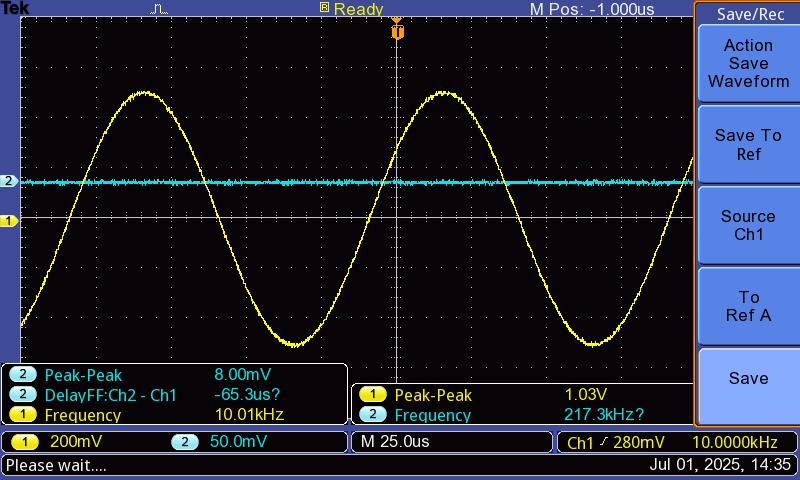 Tek Ready M Pos: -1.000us Save/Rec
Action
Save
Waveform
Save To
Ref
Source
Ch1
To
Ref A
Save
2
1
2 Peak-Peak 8.00mV
2 DelayFF:Ch2 - Ch1 -65.3us?
1 Frequency 10.01kHz
1 Peak-Peak 1.03V
2 Frequency 217.3kHz?
1 200mV 2 50.0mV M 25.0us Ch1 280mV 10.0000kHz
Please wait.... Jul 01, 2025, 14:35